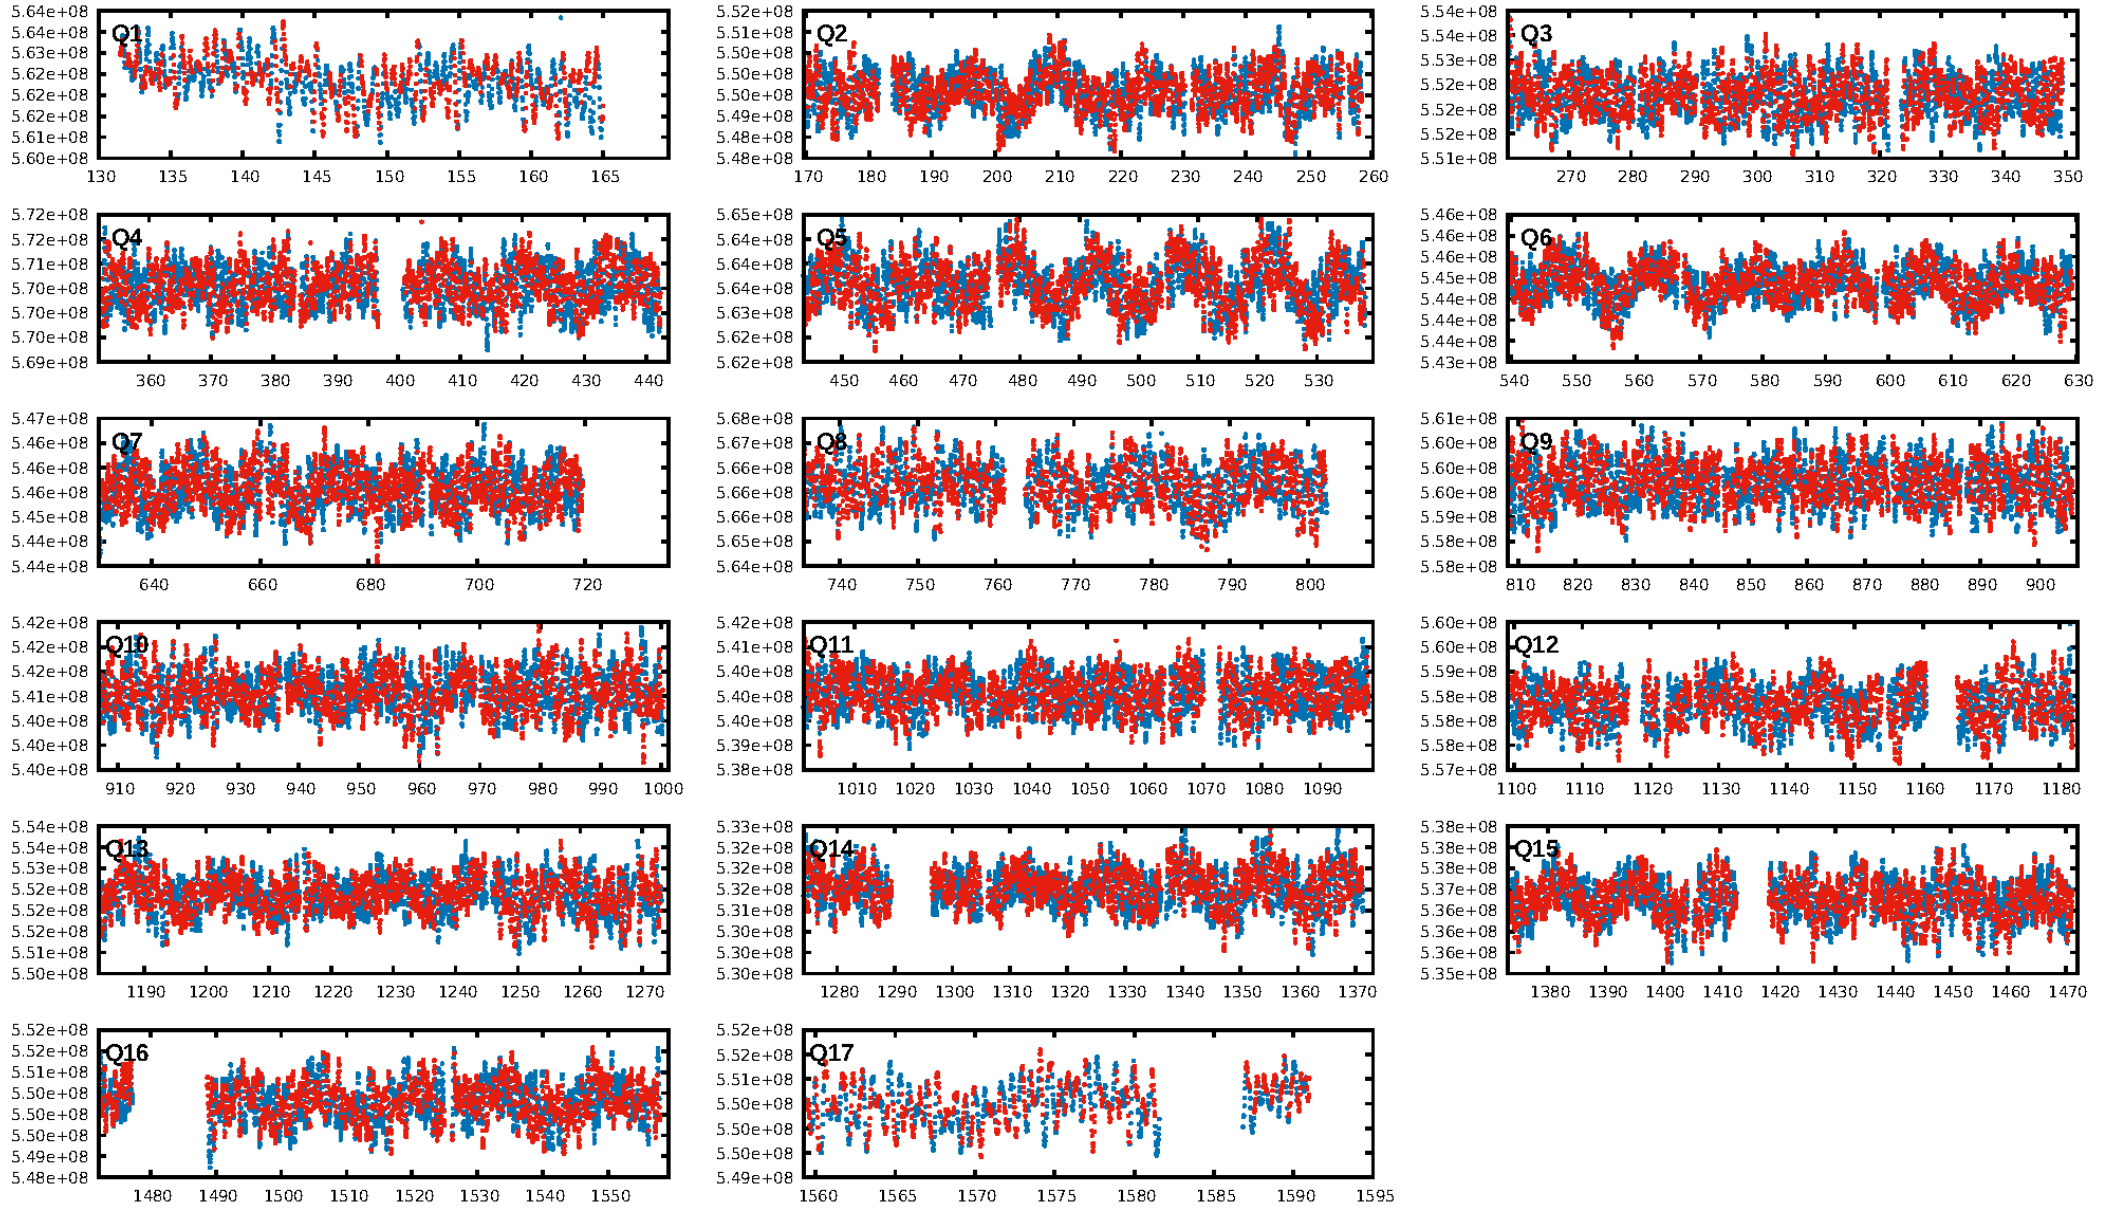 5.64e+08 5.64e+08 5.63e+08 5.62e+08 5.62e+08 5.62e+08 5.61e+08 5.60e+08
Q1
130 135 140 145 150 155 160 165
5.52e+08 5.51e+08 5.50e+08 5.50e+08 5.50e+08 5.49e+08 5.48e+08 5.48e+08
Q2
170 180 190 200 210 220 230 240 250 260
5.54e+08 5.54e+08 5.53e+08 5.52e+08 5.52e+08 5.52e+08 5.51e+08
Q3
270 280 290 300 310 320 330 340 350
5.72e+08 5.72e+08 5.71e+08 5.70e+08 5.70e+08 5.70e+08 5.69e+08
Q4
360 370 380 390 400 410 420 430 440
5.65e+08 5.64e+08 5.64e+08 5.64e+08 5.63e+08 5.62e+08 5.62e+08
Q5
450 460 470 480 490 500 510 520 530
5.46e+08 5.46e+08 5.46e+08 5.45e+08 5.44e+08 5.44e+08 5.44e+08 5.43e+08
Q6
540 550 560 570 580 590 600 610 620 630
5.47e+08 5.46e+08 5.46e+08 5.46e+08 5.45e+08 5.44e+08 5.44e+08
Q7
640 660 680 700 720
5.68e+08 5.67e+08 5.66e+08 5.66e+08 5.66e+08 5.65e+08 5.64e+08
Q8
740 750 760 770 780 790 800
5.61e+08 5.60e+08 5.60e+08 5.60e+08 5.59e+08 5.58e+08 5.58e+08
Q9
810 820 830 840 850 860 870 880 890 900
5.42e+08 5.42e+08 5.42e+08 5.41e+08 5.40e+08 5.40e+08 5.40e+08
Q10
910 920 930 940 950 960 970 980 990 1000
5.42e+08 5.41e+08 5.40e+08 5.40e+08 5.40e+08 5.39e+08 5.38e+08
Q11
1010 1020 1030 1040 1050 1060 1070 1080 1090
5.60e+08 5.60e+08 5.59e+08 5.58e+08 5.58e+08 5.58e+08 5.57e+08
Q12
1100 1110 1120 1130 1140 1150 1160 1170 1180
5.54e+08 5.54e+08 5.53e+08 5.52e+08 5.52e+08 5.52e+08 5.51e+08 5.50e+08
Q13
1190 1200 1210 1220 1230 1240 1250 1260 1270
5.33e+08 5.32e+08 5.32e+08 5.31e+08 5.30e+08 5.30e+08 5.30e+08
Q14
1280 1290 1300 1310 1320 1330 1340 1350 1360 1370
5.38e+08 5.38e+08 5.38e+08 5.37e+08 5.36e+08 5.36e+08 5.36e+08 5.35e+08
Q15
1380 1390 1400 1410 1420 1430 1440 1450 1460 1470
5.52e+08 5.52e+08 5.51e+08 5.50e+08 5.50e+08 5.50e+08 5.49e+08 5.48e+08
Q16
1480 1490 1500 1510 1520 1530 1540 1550
5.52e+08 5.52e+08 5.51e+08 5.50e+08 5.50e+08 5.50e+08 5.49e+08
Q17
1560 1565 1570 1575 1580 1585 1590 1595